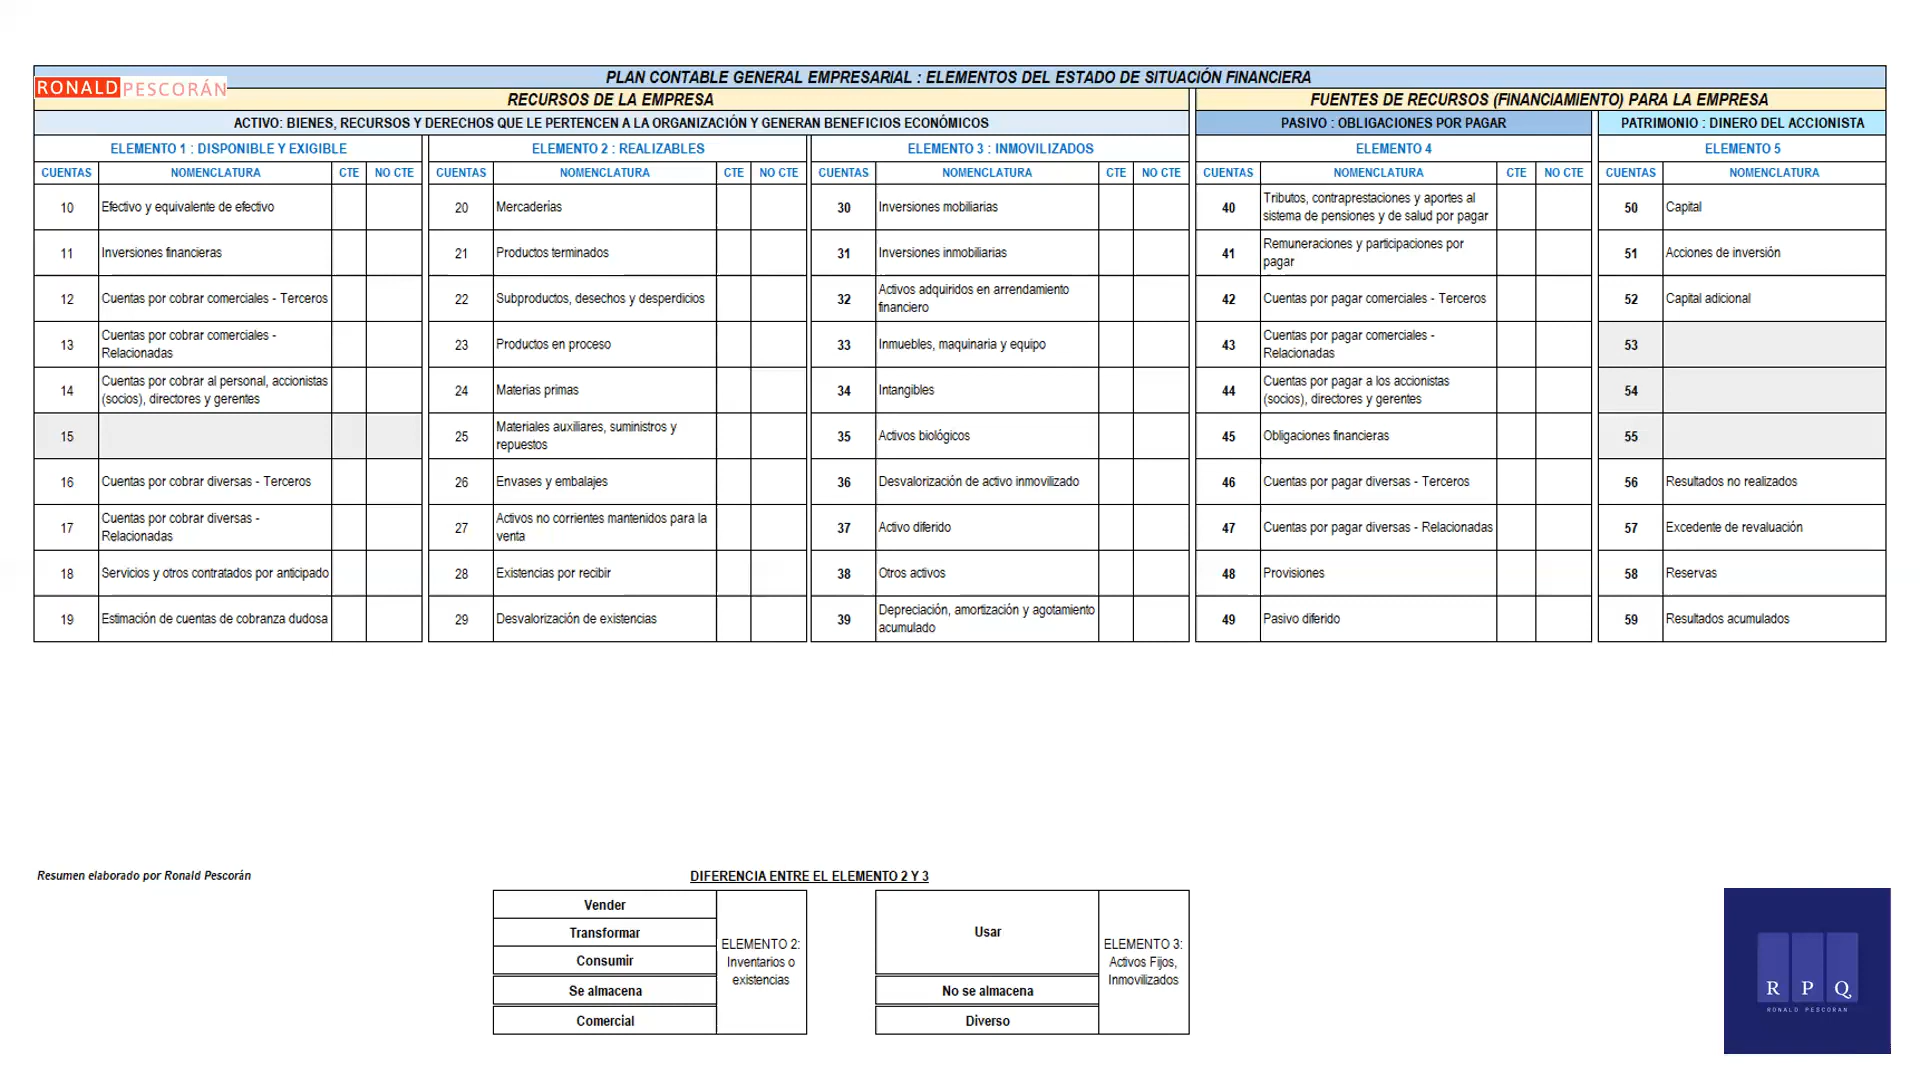 PLAN CONTABLE GENERAL EMPRESARIAL : ELEMENTOS DEL ESTADO DE SITUACIÓN FINANCIERA
RONALD PESCORÁN
RECURSOS DE LA EMPRESA
FUENTES DE RECURSOS (FINANCIAMIENTO) PARA LA EMPRESA
ACTIVO: BIENES, RECURSOS Y DERECHOS QUE LE PERTENCEN A LA ORGANIZACIÓN Y GENERAN BENEFICIOS ECONÓMICOS
PASIVO : OBLIGACIONES POR PAGAR
PATRIMONIO : DINERO DEL ACCIONISTA
ELEMENTO 1 : DISPONIBLE Y EXIGIBLE
CUENTAS NOMENCLATURA CTE NO CTE
10 Efectivo y equivalente de efectivo
11 Inversiones financieras
12 Cuentas por cobrar comerciales - Terceros
13 Cuentas por cobrar comerciales -
Relacionadas
14 Cuentas por cobrar al personal, accionistas
(socios), directores y gerentes
15
16 Cuentas por cobrar diversas - Terceros
17 Cuentas por cobrar diversas -
Relacionadas
18 Servicios y otros contratados por anticipado
19 Estimación de cuentas de cobranza dudosa
ELEMENTO 2 : REALIZABLES
CUENTAS NOMENCLATURA CTE NO CTE
20 Mercaderías
21 Productos terminados
22 Subproductos, desechos y desperdicios
23 Productos en proceso
24 Materias primas
25 Materiales auxiliares, suministros y
repuestos
26 Envases y embalajes
27 Activos no corrientes mantenidos para la
venta
28 Existencias por recibir
29 Desvalorización de existencias
ELEMENTO 3 : INMOVILIZADOS
CUENTAS NOMENCLATURA CTE NO CTE
30 Inversiones mobiliarias
31 Inversiones inmobiliarias
32 Activos adquiridos en arrendamiento
financiero
33 Inmuebles, maquinaria y equipo
34 Intangibles
35 Activos biológicos
36 Desvalorización de activo inmovilizado
37 Activo diferido
38 Otros activos
39 Depreciación, amortización y agotamiento
acumulado
ELEMENTO 4
CUENTAS NOMENCLATURA CTE NO CTE
40 Tributos, contraprestaciones y aportes al
sistema de pensiones y de salud por pagar
41 Remuneraciones y participaciones por
pagar
42 Cuentas por pagar comerciales - Terceros
43 Cuentas por pagar comerciales -
Relacionadas
44 Cuentas por pagar a los accionistas
(socios), directores y gerentes
45 Obligaciones financieras
46 Cuentas por pagar diversas - Terceros
47 Cuentas por pagar diversas - Relacionadas
48 Provisiones
49 Pasivo diferido
ELEMENTO 5
CUENTAS NOMENCLATURA
50 Capital
51 Acciones de inversión
52 Capital adicional
53
54
55
56 Resultados no realizados
57 Excedente de revaluación
58 Reservas
59 Resultados acumulados
Resumen elaborado por Ronald Pescorán
DIFERENCIA ENTRE EL ELEMENTO 2 Y 3
Vender
Transformar
Consumir
Se almacena
Comercial
ELEMENTO 2:
Inventarios o
existencias
Usar
No se almacena
Diverso
ELEMENTO 3:
Activos Fijos,
Inmovilizados
R P Q
RONALD PESCORAN